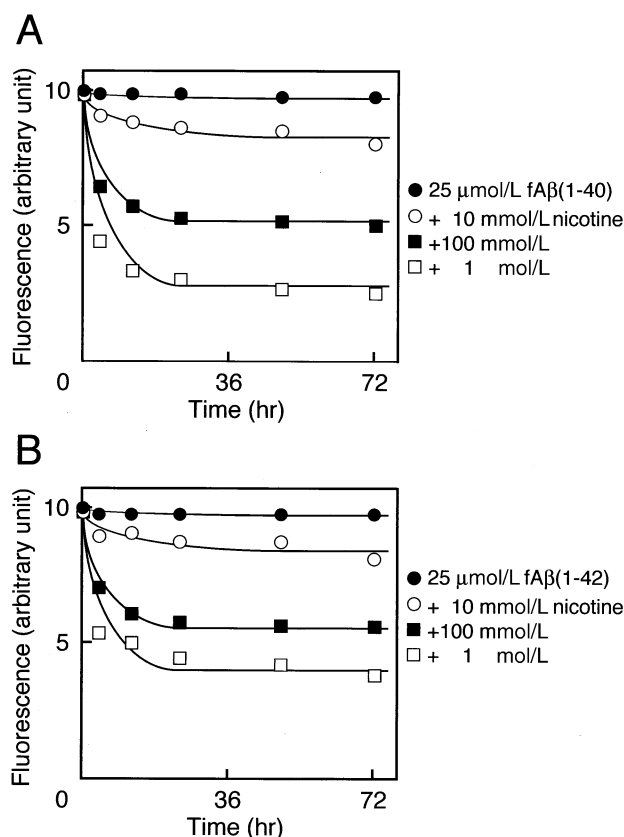 A
Fluorescence (arbitrary unit)
10
5
0
36
72
Time (hr)
● 25 μmol/L fAβ(1-40)
○ + 10 mmol/L nicotine
■ +100 mmol/L
□ + 1 mol/L
B
Fluorescence (arbitrary unit)
10
5
0
36
72
Time (hr)
● 25 μmol/L fAβ(1-42)
○ + 10 mmol/L nicotine
■ +100 mmol/L
□ + 1 mol/L